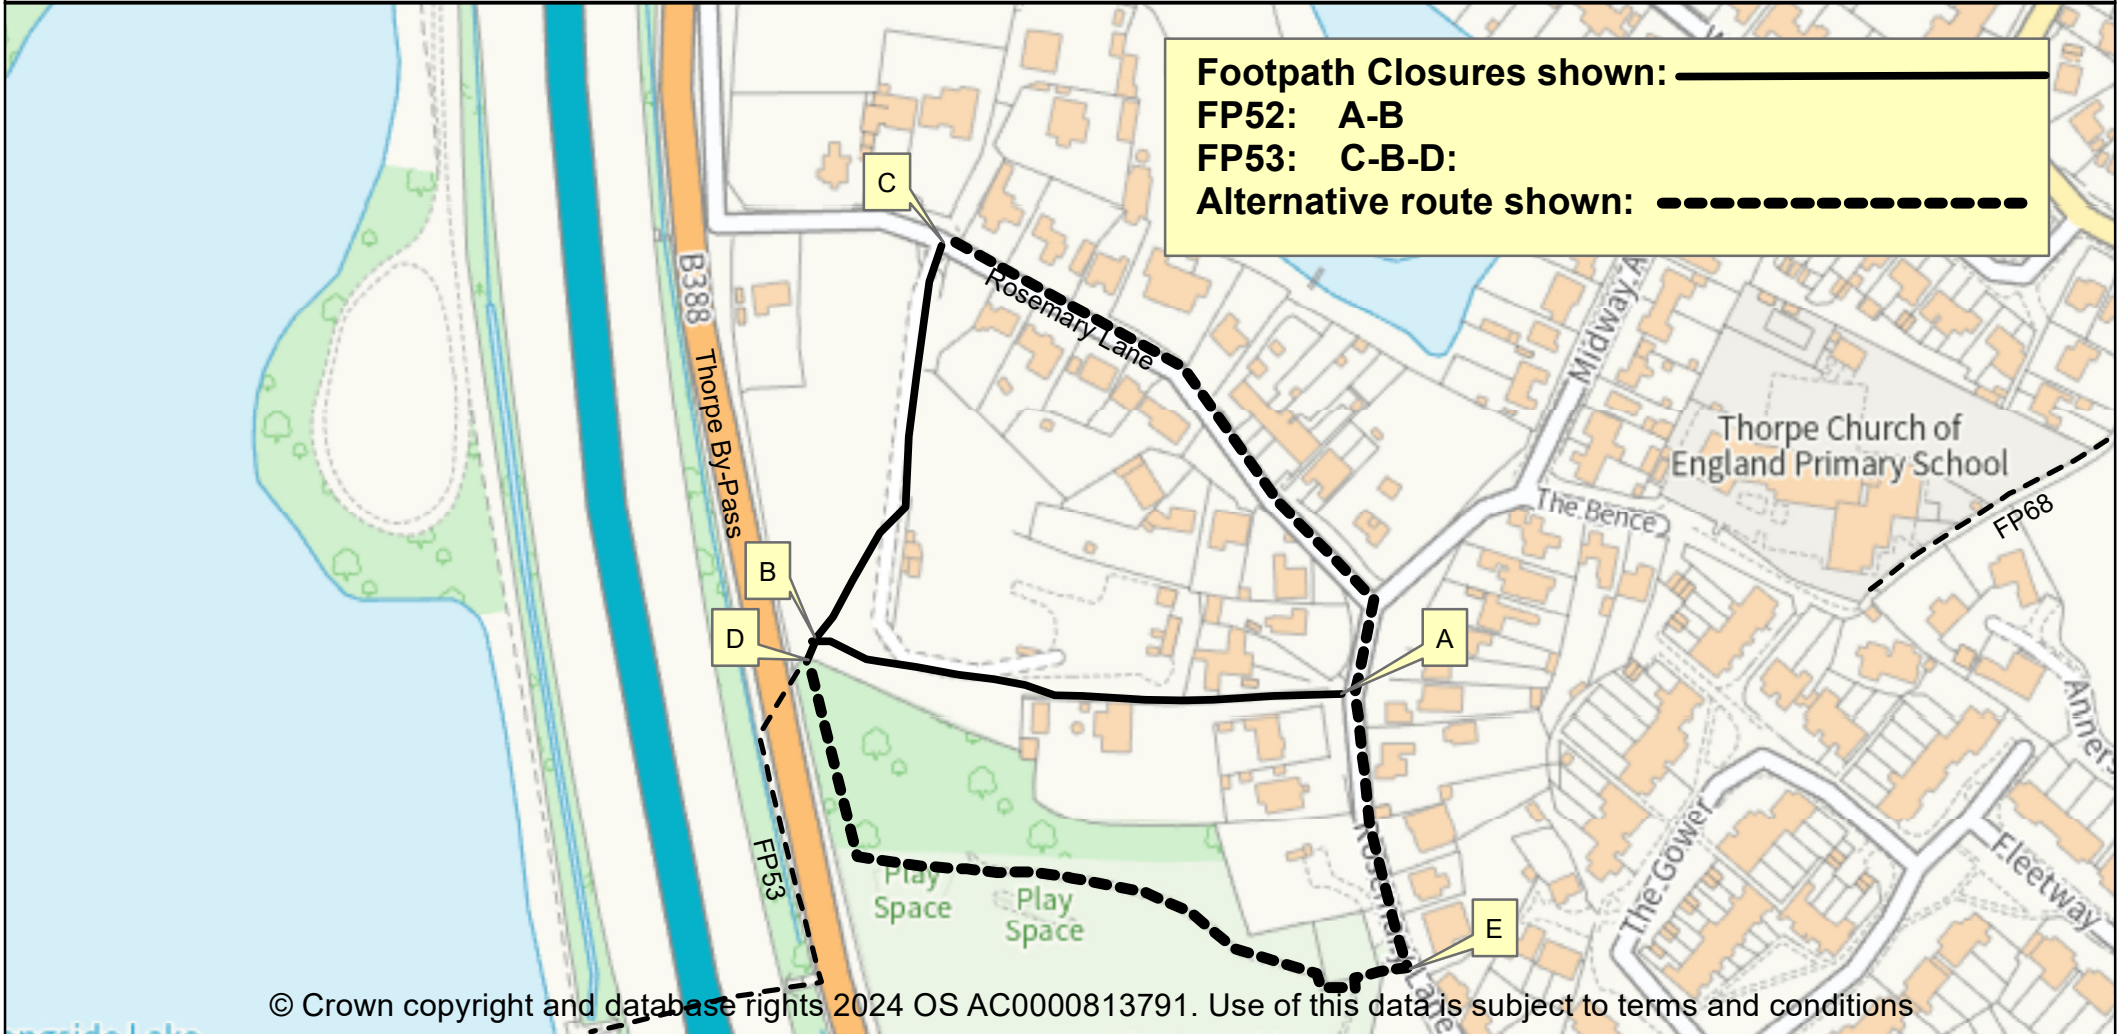 Footpath Closures shown:
FP52: A-B
FP53: C-B-D:
Alternative route shown:
C
B388
Rosemary Lane
Midway A
Thorpe By-Pass
Thorpe Church of
England Primary School
The Bence
FP68
B
D
A
Anners
The Gower
Fleetway
FP53
Play
Space
Play
Space
E
Lane
© Crown copyright and database rights 2024 OS AC0000813791. Use of this data is subject to terms and conditions